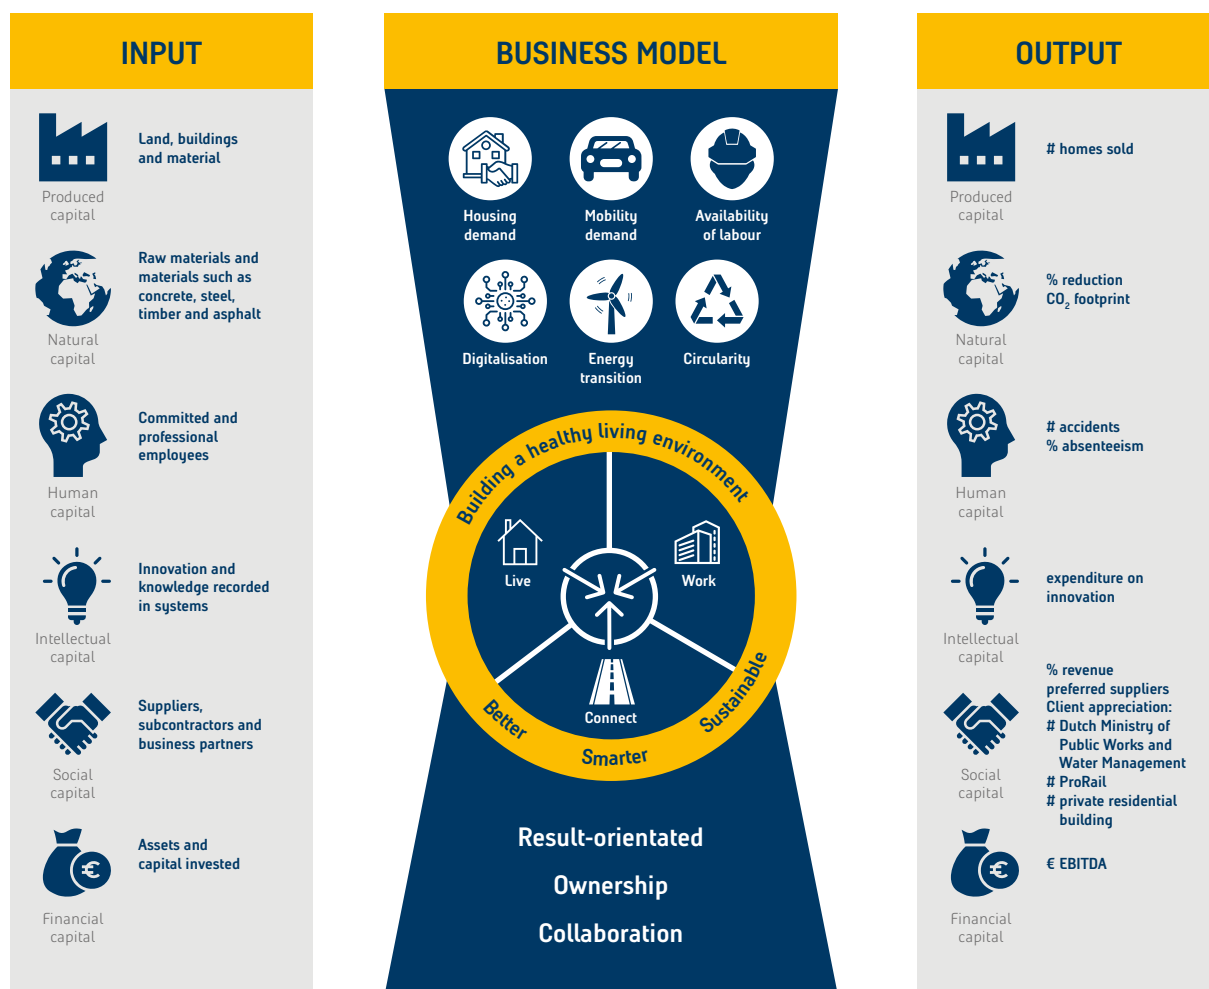 INPUT
Land, buildings
and material
Produced
capital
Raw materials and
materials such as
concrete, steel,
timber and asphalt
Natural
capital
Committed and
professional
employees
Human
capital
Innovation and
knowledge recorded
in systems
Intellectual
capital
Suppliers,
subcontractors and
business partners
Social
capital
Assets and
capital invested
€
Financial
capital
BUSINESS MODEL
Housing
demand
Mobility
demand
Availability
of labour
Digitalisation
Energy
transition
Circularity
Building a healthy living environment
Live
Work
Connect
Better
Smarter
Sustainable
Result-orientated
Ownership
Collaboration
OUTPUT
# homes sold
Produced
capital
% reduction
CO₂ footprint
Natural
capital
# accidents
% absenteeism
Human
capital
expenditure on
innovation
Intellectual
capital
% revenue
preferred suppliers
Client appreciation:
# Dutch Ministry of
Public Works and
Water Management
# ProRail
# private residential
building
Social
capital
€ EBITDA
€
Financial
capital